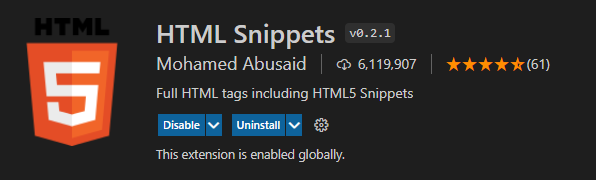 HTML
5
HTML Snippets v0.2.1
Mohamed Abusaid 6,119,907 (61)
Full HTML tags including HTML5 Snippets
Disable Uninstall
This extension is enabled globally.